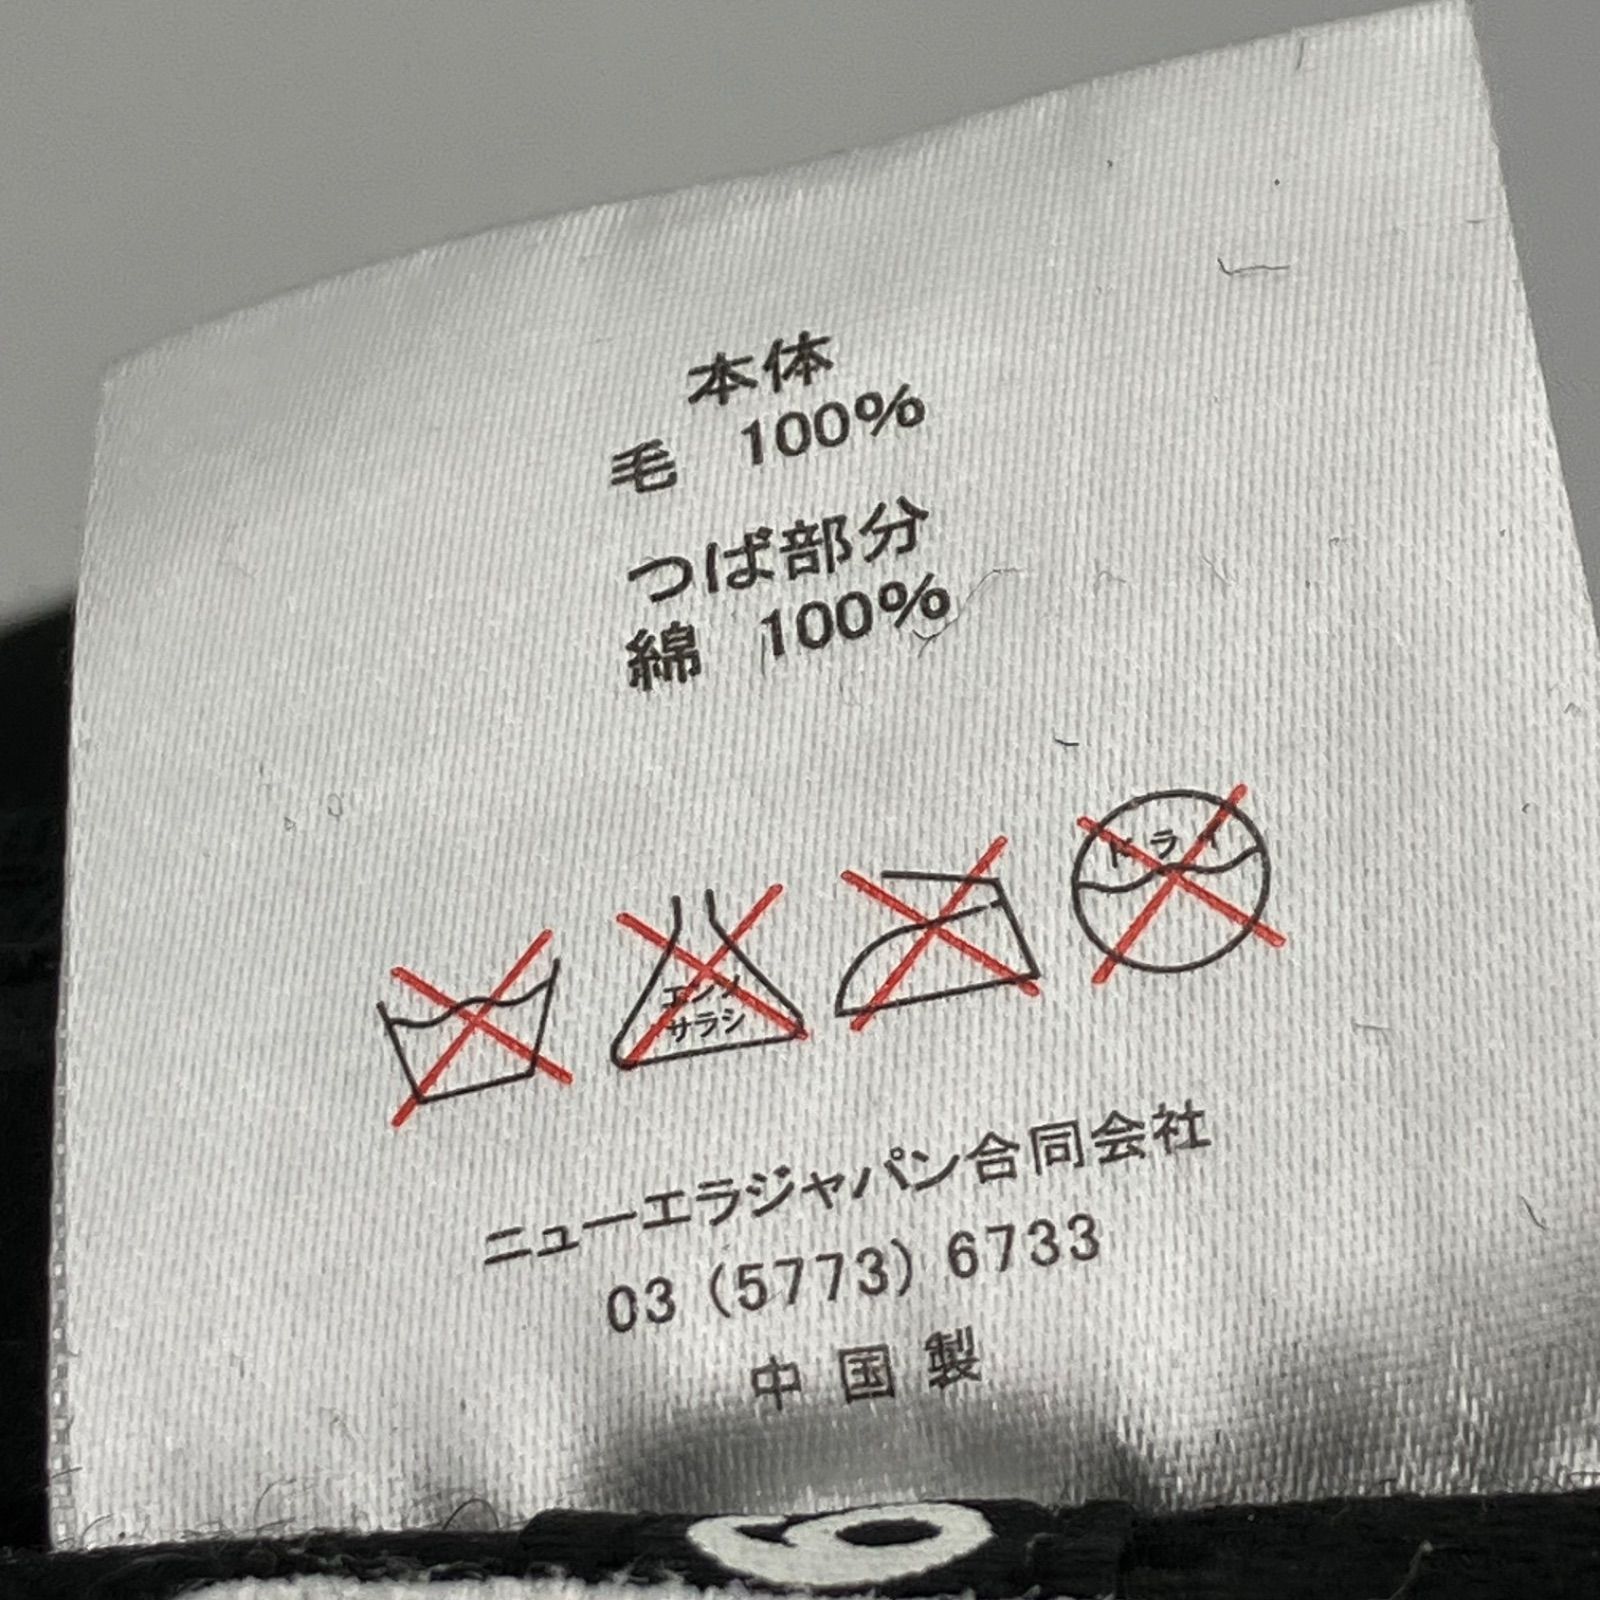 本体
毛 100%
つば部分
綿 100%
ドライ
エンソ
サラシ
ニューエラジャパン合同会社
03 (5773) 6733
中国製